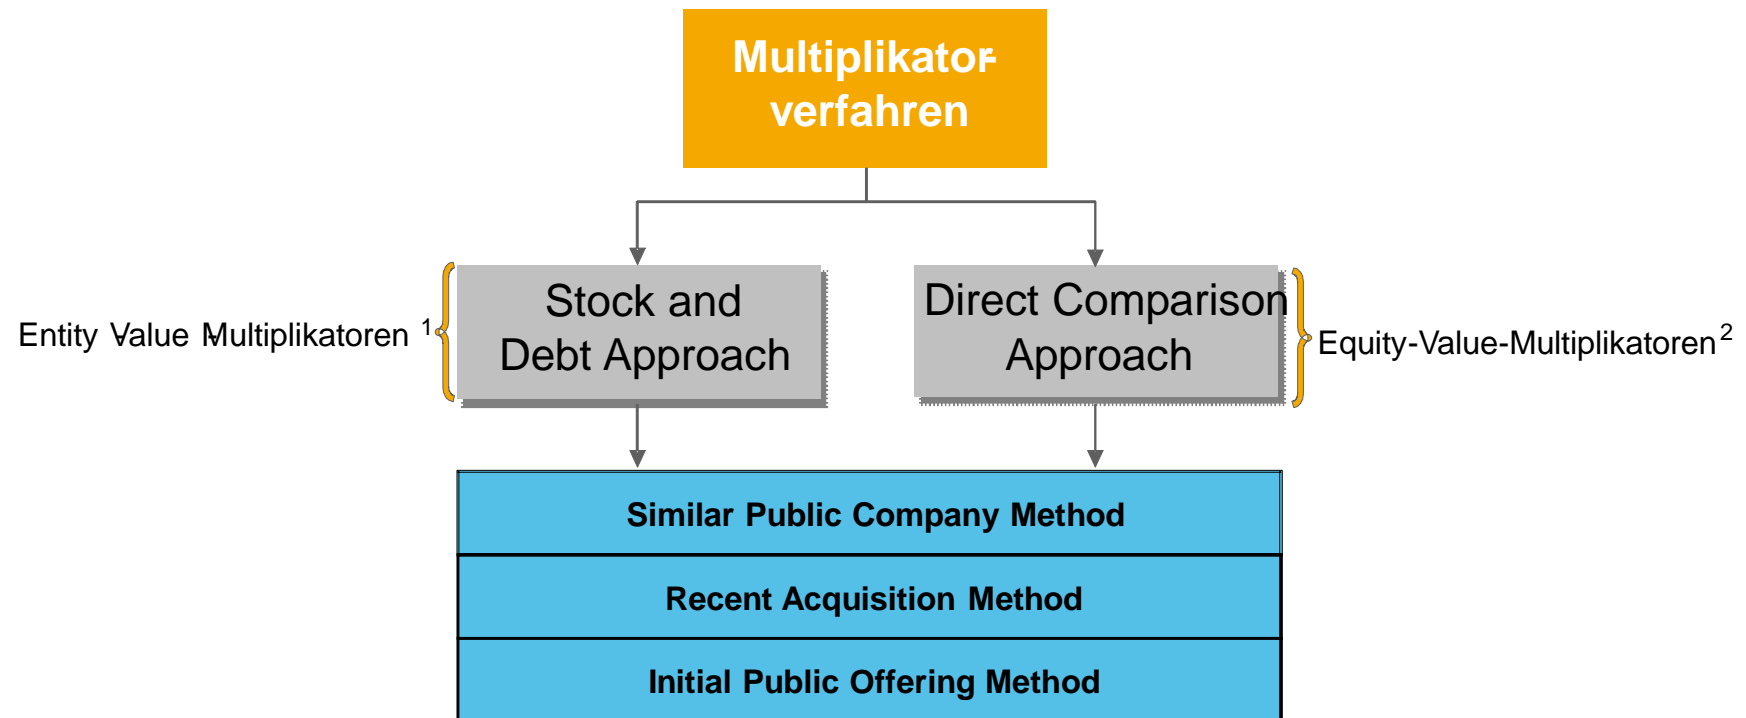 Multiplikator-
verfahren
Stock and
Debt Approach
Direct Comparison
Approach
Entity Value Multiplikatoren 1
Equity-Value-Multiplikatoren 2
Similar Public Company Method
Recent Acquisition Method
Initial Public Offering Method